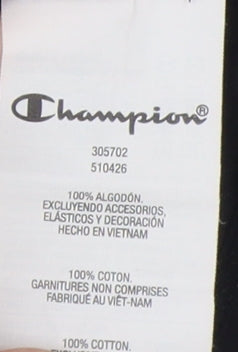 Champion®
305702
510426
100% ALGODÓN.
EXCLUYENDO ACCESORIOS,
ELÁSTICOS Y DECORACIÓN
HECHO EN VIETNAM
100% COTON.
GARNITURES NON COMPRISES
FABRIQUÉ AU VIÊT-NAM
100% COTTON.